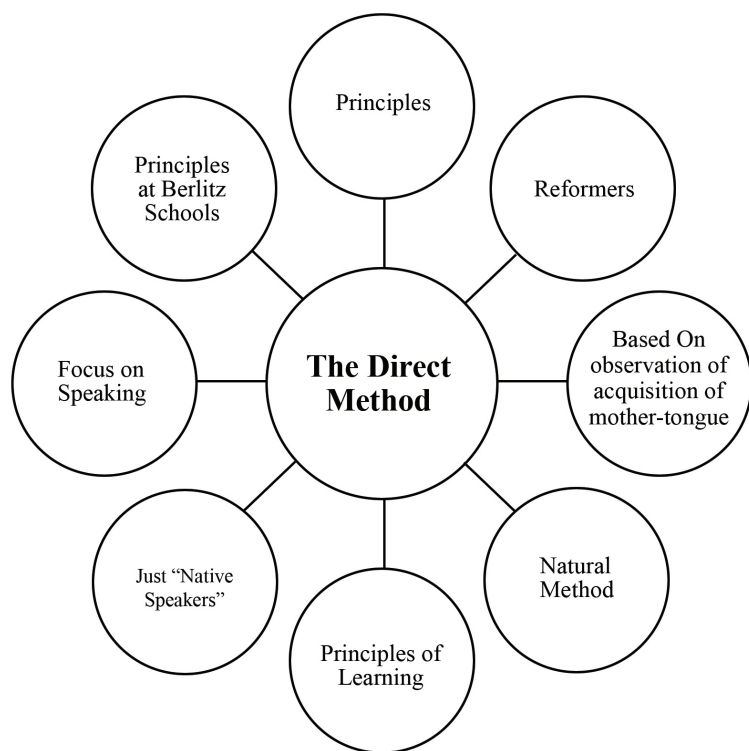 Principles
Principles
at Berlitz
Schools
Reformers
Focus on
Speaking
The Direct
Method
Based On
observation of
acquisition of
mother-tongue
Just “Native
Speakers”
Principles of
Learning
Natural
Method